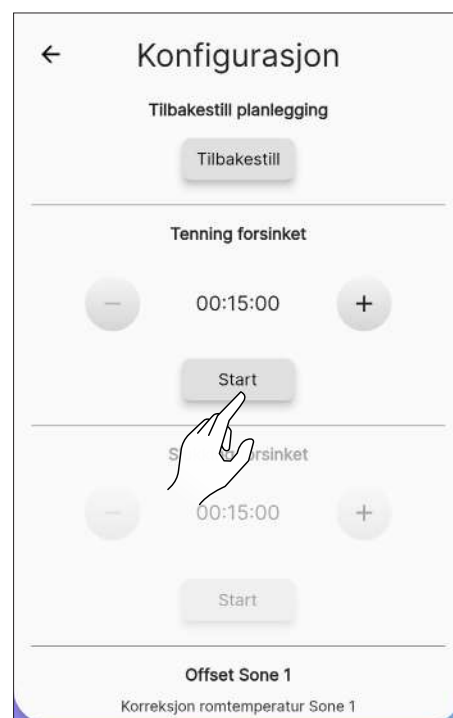 Konfigurasjon
Tilbakestill planlegging
Tilbakestill
Tenning forsinket
00:15:00
Start
forsinket
00:15:00
Start
Offset Sone 1
Korreksjon romtemperatur Sone 1